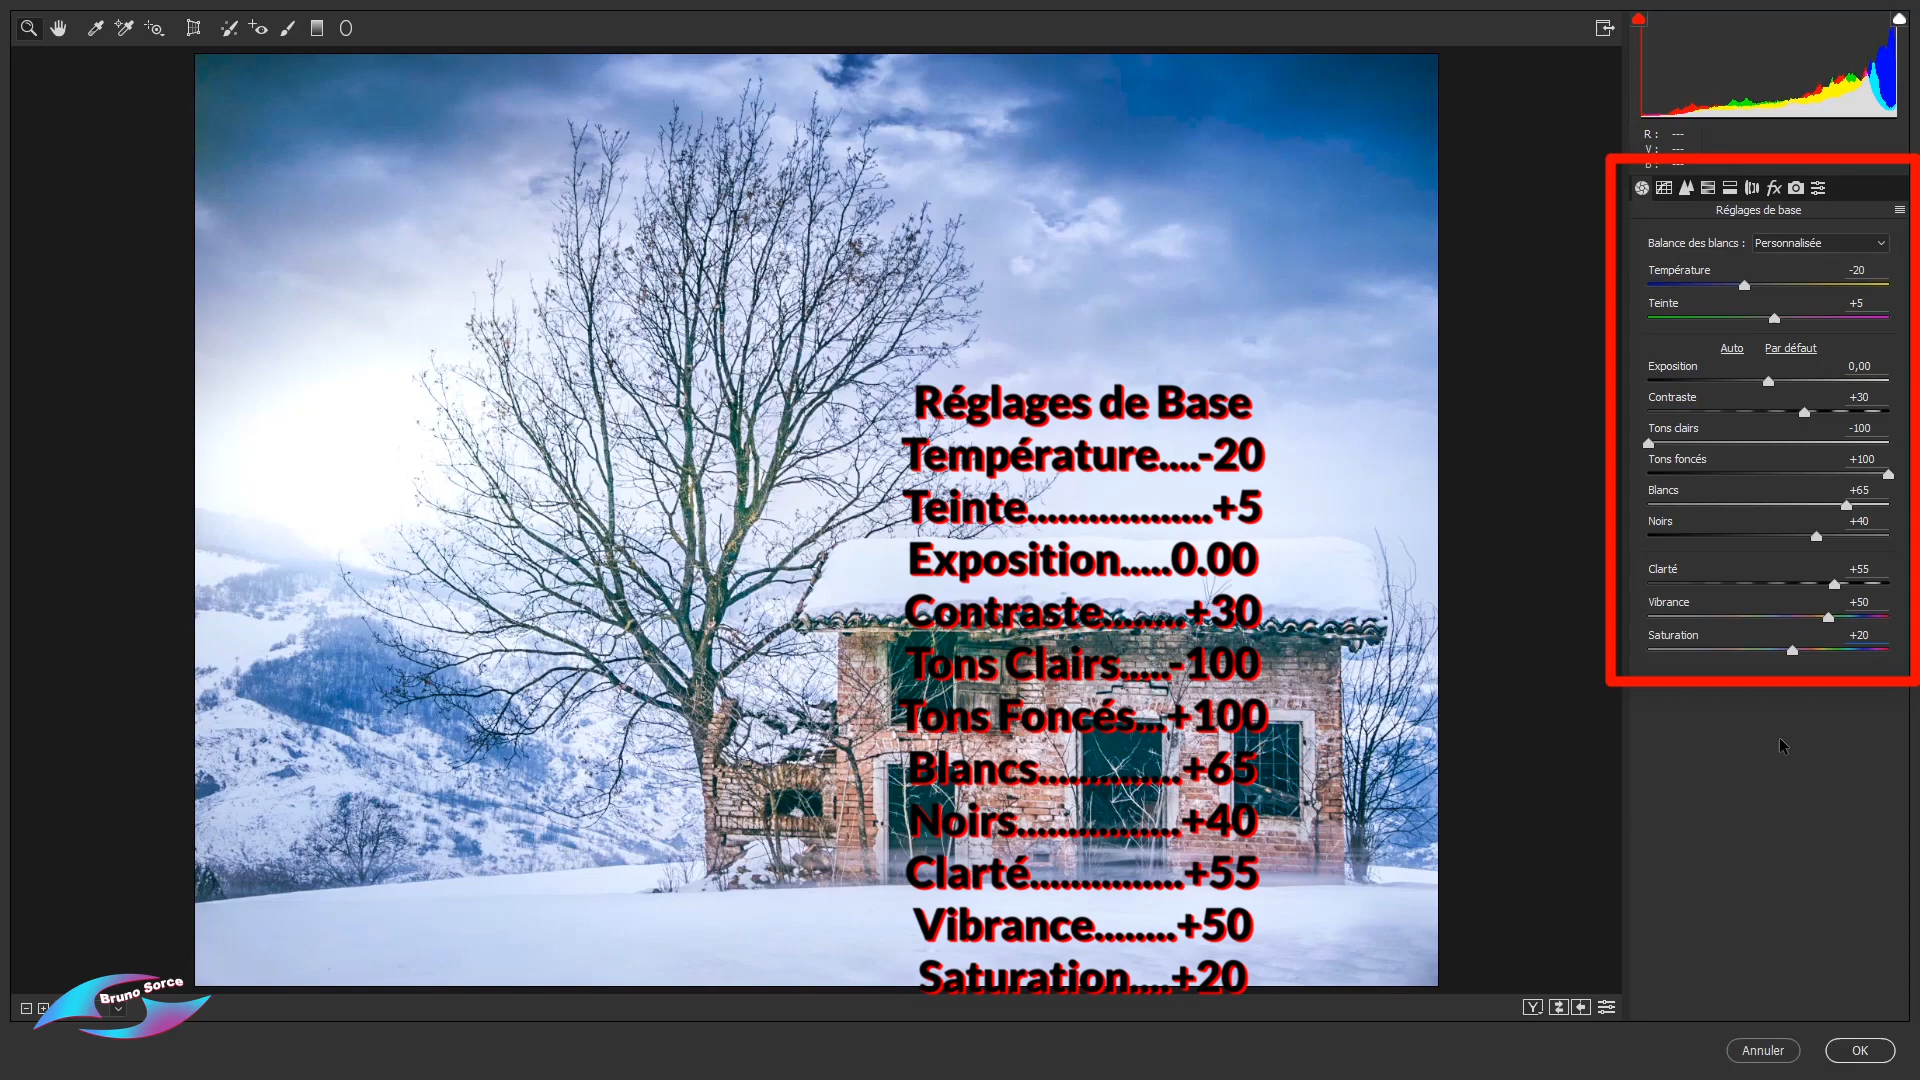 R : ---
V : ---
B : ---
Réglages de base
Balance des blancs : Personnalisée
Température -20
Teinte +5
Auto Par défaut
Exposition 0,00
Contraste +30
Tons clairs -100
Tons foncés +100
Blancs +65
Noirs +40
Clarté +55
Vibrance +50
Saturation +20
Réglages de Base
Température....-20
Teinte..................+5
Exposition.....0.00
Contraste........+30
Tons Clairs.....-100
Tons Foncés...+100
Blancs..............+65
Noirs................+40
Clarté...............+55
Vibrance........+50
Saturation....+20
Bruno Sorce
Y
Annuler OK